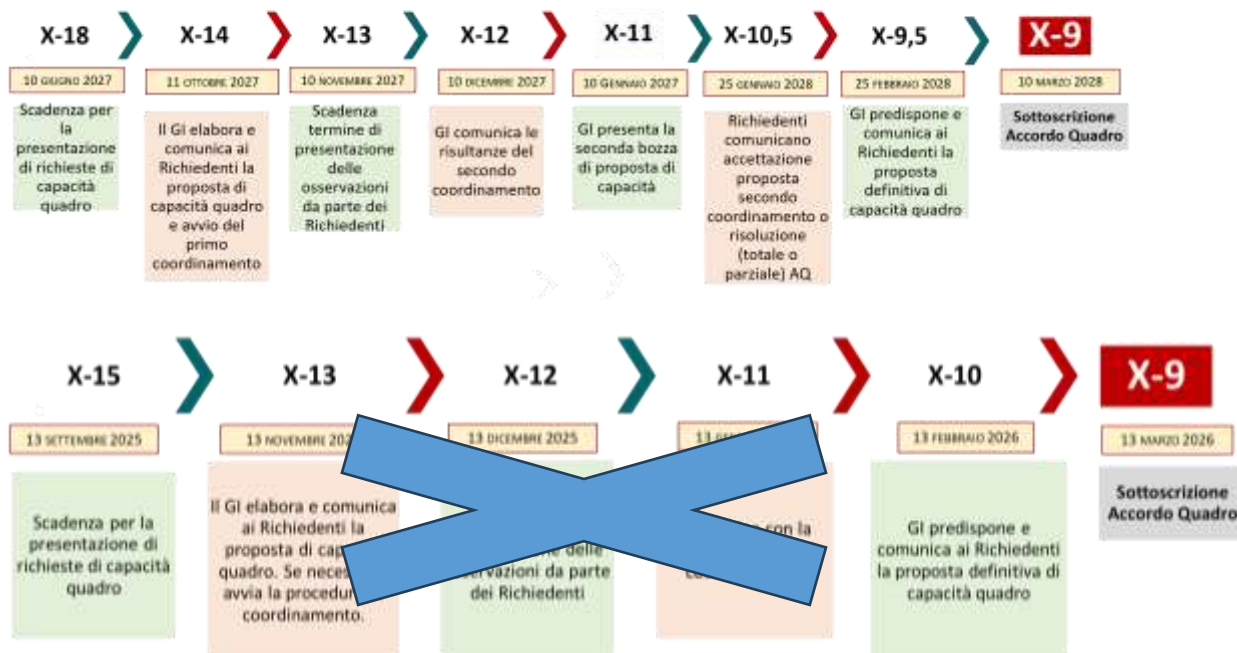 X-18
X-14
X-13
X-12
X-11
X-10,5
X-9,5
X-9
10 GIUGNO 2027
11 OTTOBRE 2027
10 NOVEMBRE 2027
10 DICEMBRE 2027
10 GENNAIO 2027
25 GENNAIO 2028
25 FEBBRAIO 2028
10 MARZO 2028
Scadenza per
la
presentazione
di richieste di
capacità
quadro
Il GI elabora e
comunica ai
Richiedenti la
proposta di
capacità quadro
e avvio del
primo
coordinamento
Scadenza
termine di
presentazione
delle
osservazioni
da parte dei
Richiedenti
GI comunica le
risultanze del
secondo
coordinamento
GI presenta la
seconda bozza
di proposta di
capacità
Richiedenti
comunicano
accettazione
proposta
secondo
coordinamento o
risoluzione
(totale o
parziale) AQ
GI predispone e
comunica ai
Richiedenti la
proposta
definitiva di
capacità quadro
Sottoscrizione
Accordo Quadro
X-15
X-13
X-12
X-11
X-10
X-9
13 SETTEMBRE 2025
13 NOVEMBRE
13 DICEMBRE 2025
13
13 FEBBRAIO 2026
13 MARZO 2026
Scadenza per la
presentazione di
richieste di capacità
quadro
Il GI elabora e comunica
ai Richiedenti la
proposta di
quadro. Se
avvia la
coordinamento.
delle
da parte
dei Richiedenti
con la
GI predispone e
comunica ai Richiedenti
la proposta definitiva di
capacità quadro
Sottoscrizione
Accordo Quadro